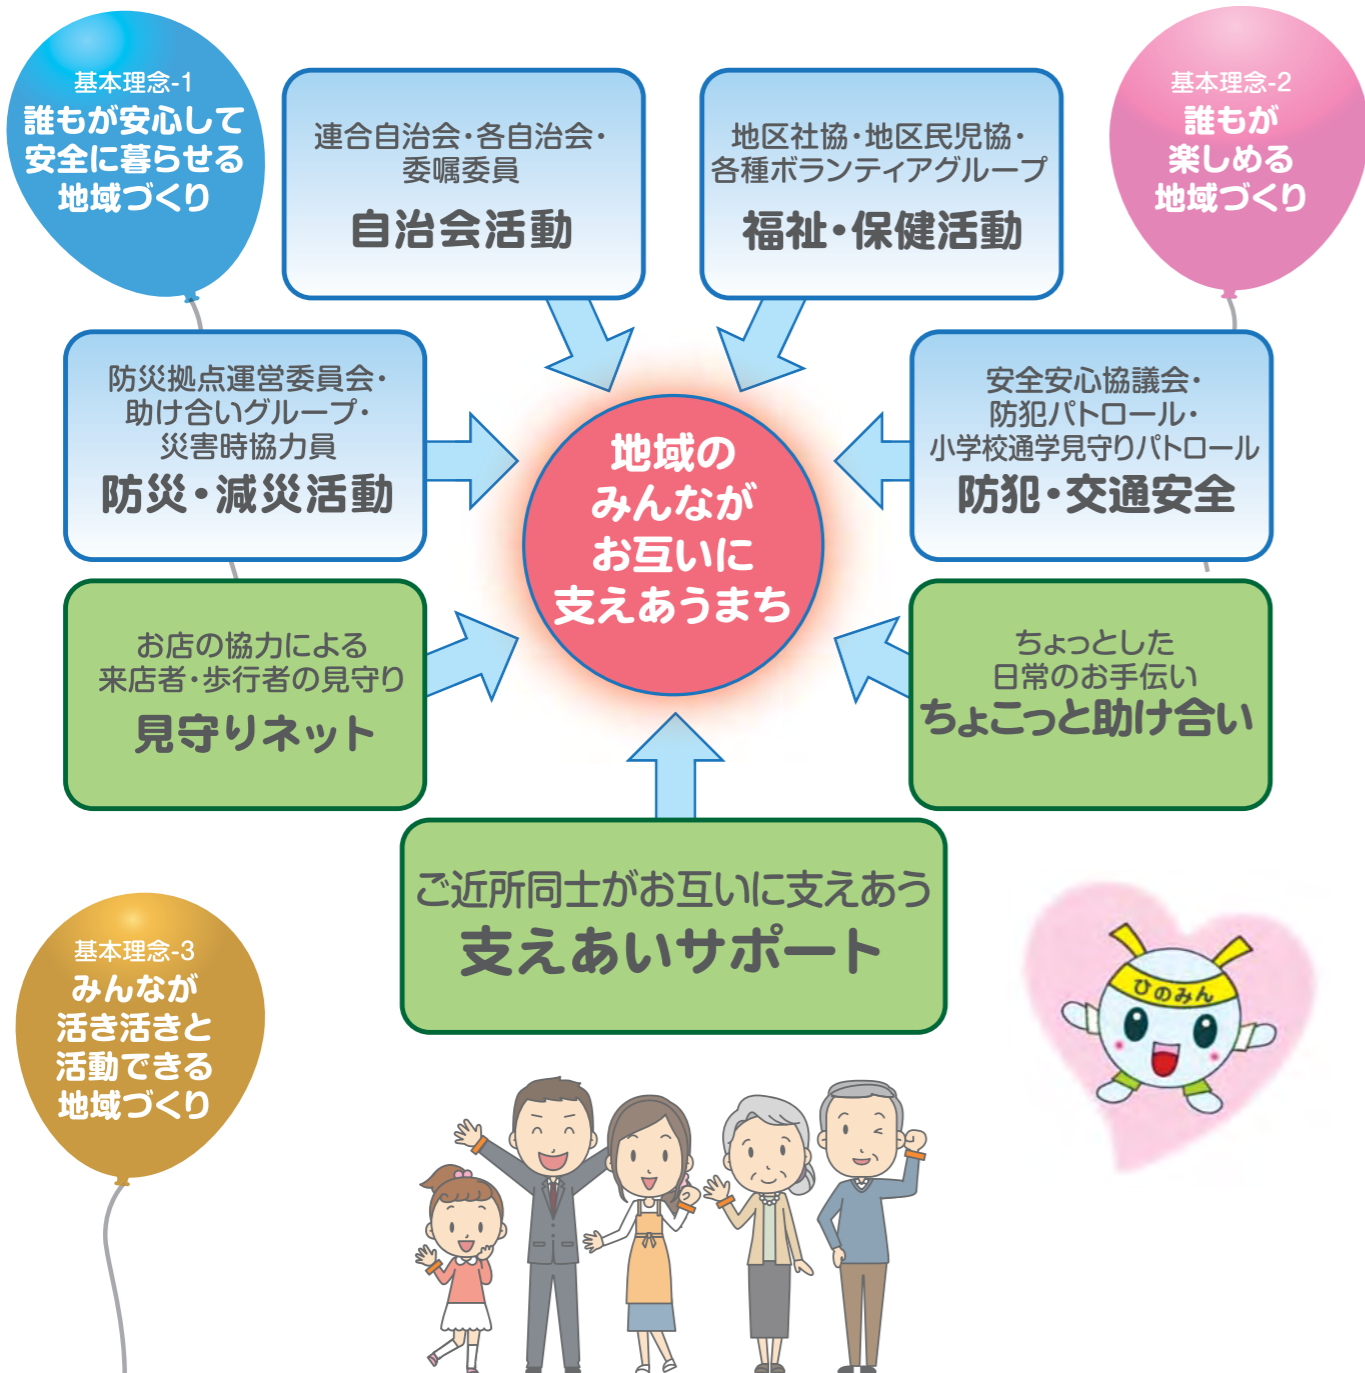 基本理念-1
誰もが安心して
安全に暮らせる
地域づくり
連合自治会・各自治会・
委嘱委員
自治会活動
地区社協・地区民児協・
各種ボランティアグループ
福祉・保健活動
基本理念-2
誰もが
楽しめる
地域づくり
防災拠点運営委員会・
助け合いグループ・
災害時協力員
防災・減災活動
地域の
みんなが
お互いに
支えあうまち
安全安心協議会・
防犯パトロール・
小学校通学見守りパトロール
防犯・交通安全
お店の協力による
来店者・歩行者の見守り
見守りネット
ちょっとした
日常のお手伝い
ちょこっと助け合い
ご近所同士がお互いに支えあう
支えあいサポート
基本理念-3
みんなが
活き活きと
活動できる
地域づくり
ひのみん